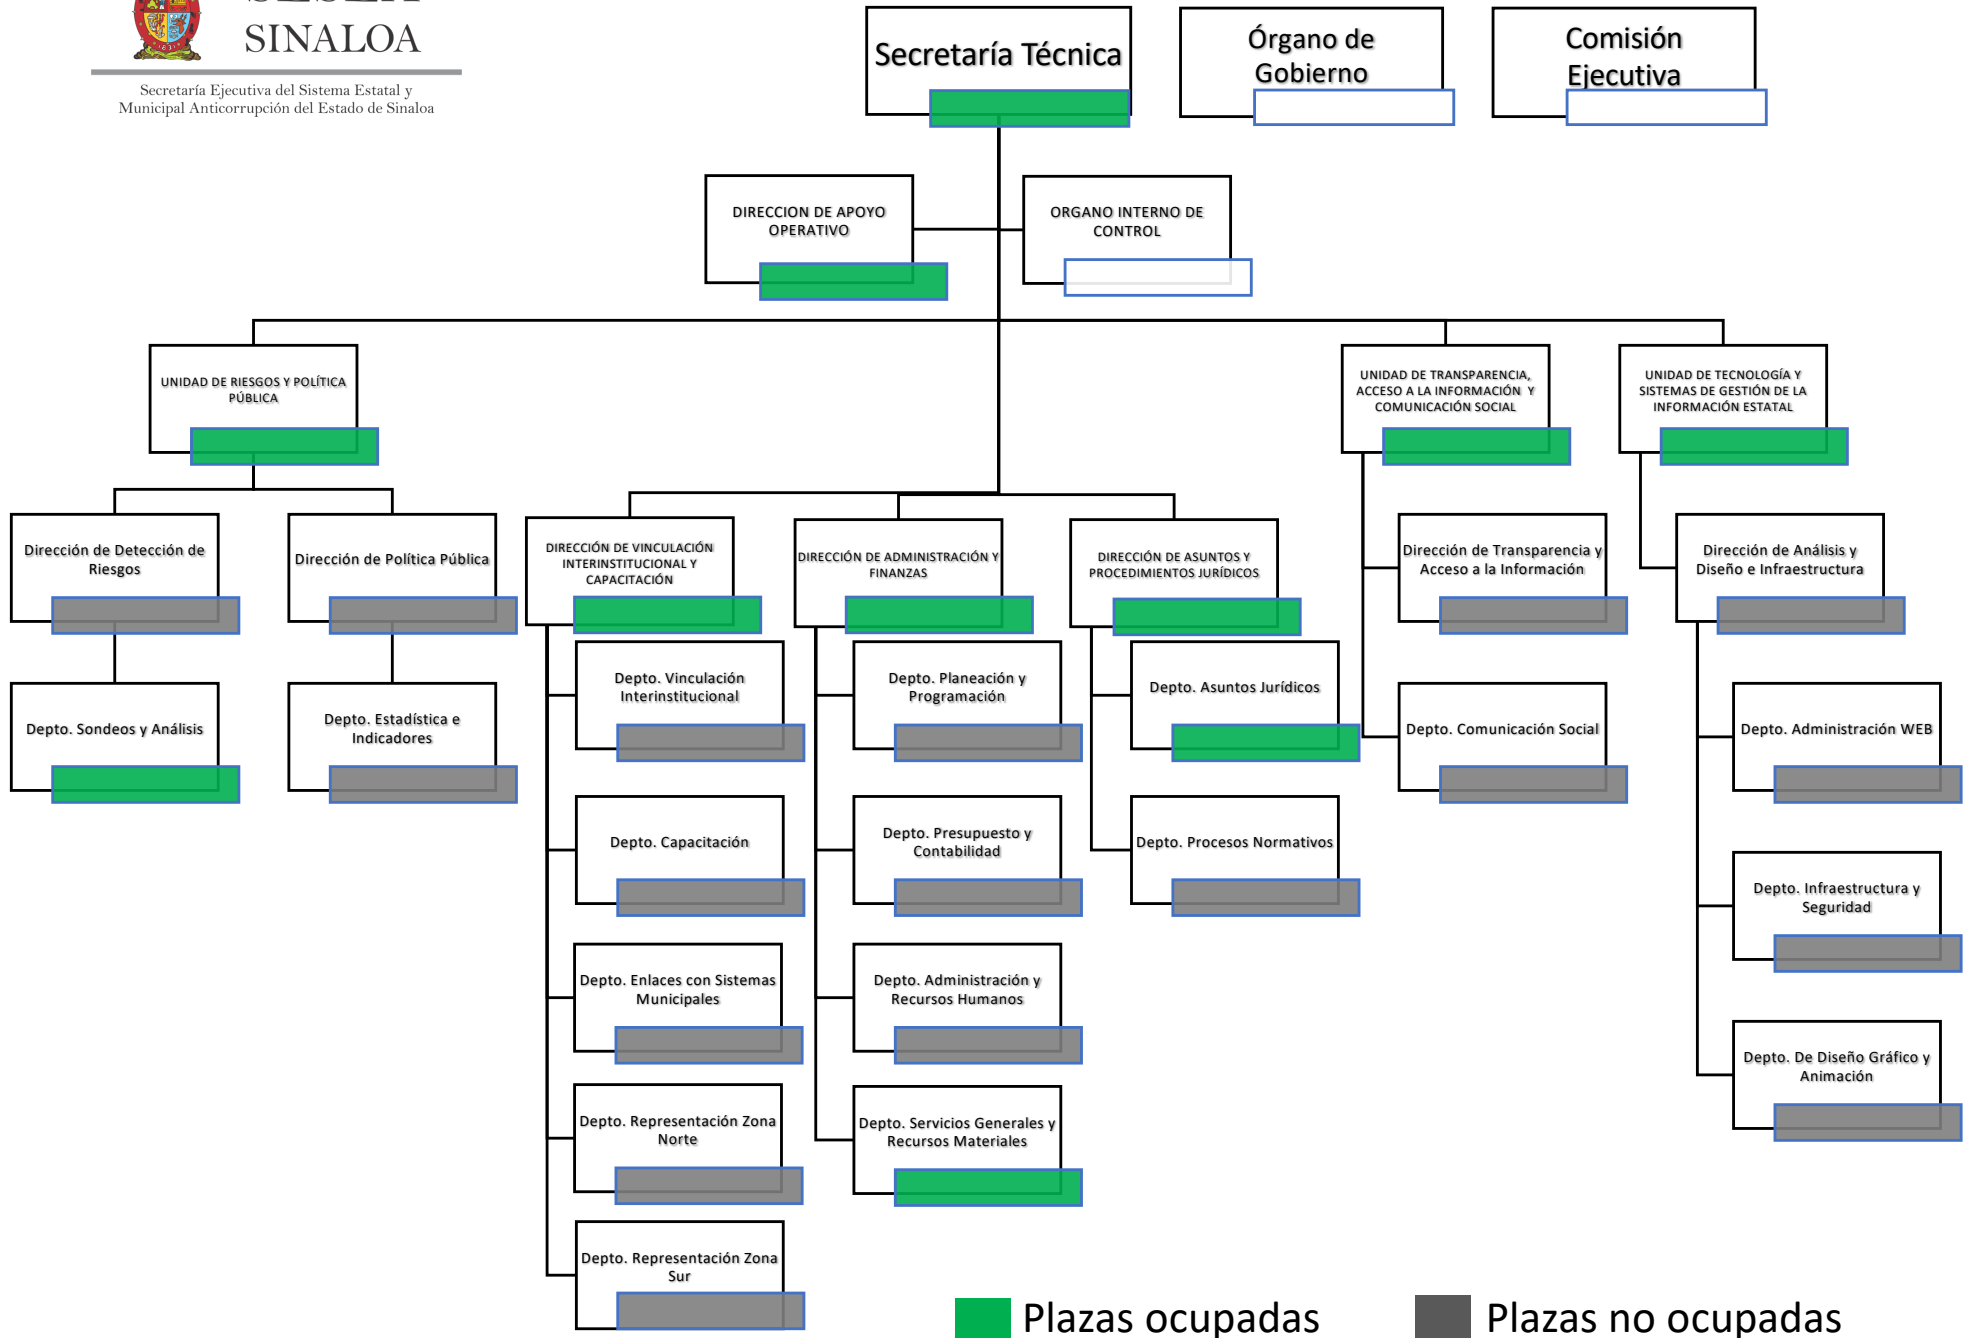 SINALOA
Secretaría Ejecutiva del Sistema Estatal y
Municipal Anticorrupción del Estado de Sinaloa
Secretaría Técnica
Órgano de
Gobierno
Comisión
Ejecutiva
DIRECCION DE APOYO
OPERATIVO
ORGANO INTERNO DE
CONTROL
UNIDAD DE RIESGOS Y POLÍTICA
PÚBLICA
UNIDAD DE TRANSPARENCIA,
ACCESO A LA INFORMACIÓN Y
COMUNICACIÓN SOCIAL
UNIDAD DE TECNOLOGÍA Y
SISTEMAS DE GESTIÓN DE LA
INFORMACIÓN ESTATAL
Dirección de Detección de
Riesgos
Dirección de Política Pública
DIRECCIÓN DE VINCULACIÓN
INTERINSTITUCIONAL Y
CAPACITACIÓN
DIRECCIÓN DE ADMINISTRACIÓN Y
FINANZAS
DIRECCIÓN DE ASUNTOS Y
PROCEDIMIENTOS JURÍDICOS
Dirección de Transparencia y
Acceso a la Información
Dirección de Análisis y
Diseño e Infraestructura
Depto. Sondeos y Análisis
Depto. Estadística e
Indicadores
Depto. Vinculación
Interinstitucional
Depto. Planeación y
Programación
Depto. Asuntos Jurídicos
Depto. Comunicación Social
Depto. Administración WEB
Depto. Capacitación
Depto. Presupuesto y
Contabilidad
Depto. Procesos Normativos
Depto. Infraestructura y
Seguridad
Depto. Enlaces con Sistemas
Municipales
Depto. Administración y
Recursos Humanos
Depto. De Diseño Gráfico y
Animación
Depto. Representación Zona
Norte
Depto. Servicios Generales y
Recursos Materiales
Depto. Representación Zona
Sur
Plazas ocupadas
Plazas no ocupadas